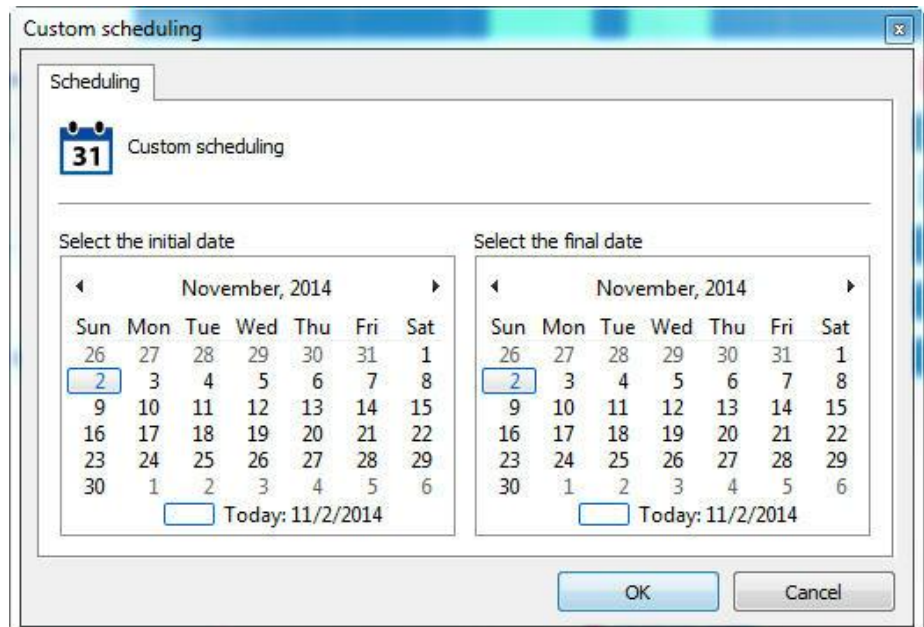 Custom scheduling
Scheduling
31 Custom scheduling
Select the initial date
November, 2014
Sun Mon Tue Wed Thu Fri Sat
26 27 28 29 30 31 1
2 3 4 5 6 7 8
9 10 11 12 13 14 15
16 17 18 19 20 21 22
23 24 25 26 27 28 29
30 1 2 3 4 5 6
Today: 11/2/2014
Select the final date
November, 2014
Sun Mon Tue Wed Thu Fri Sat
26 27 28 29 30 31 1
2 3 4 5 6 7 8
9 10 11 12 13 14 15
16 17 18 19 20 21 22
23 24 25 26 27 28 29
30 1 2 3 4 5 6
Today: 11/2/2014
OK Cancel